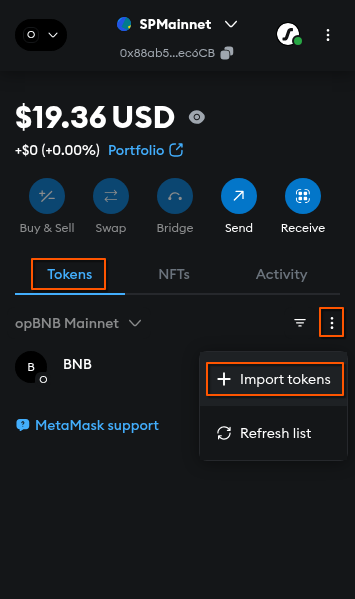 SPMainnet
0x88ab5...ec6CB
$19.36 USD
+$0 (+0.00%) Portfolio
Buy & Sell Swap Bridge Send Receive
Tokens NFTs Activity
opBNB Mainnet
B BNB
Import tokens
MetaMask support
Refresh list